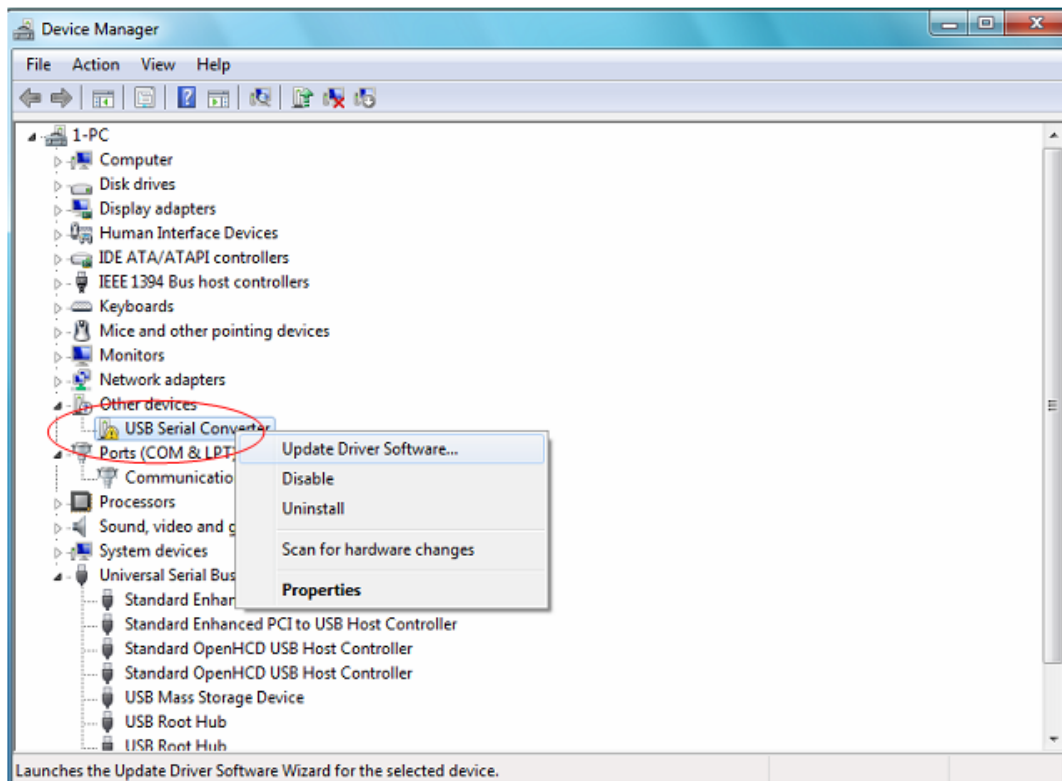 Device Manager
File Action View Help
1-PC
Computer
Disk drives
Display adapters
Human Interface Devices
IDE ATA/ATAPI controllers
IEEE 1394 Bus host controllers
Keyboards
Mice and other pointing devices
Monitors
Network adapters
Other devices
USB Serial Converter
Ports (COM & LPT)
Communicatio
Processors
Sound, video and g
System devices
Universal Serial Bus
Standard Enhan
Standard Enhanced PCI to USB Host Controller
Standard OpenHCD USB Host Controller
Standard OpenHCD USB Host Controller
USB Mass Storage Device
USB Root Hub
USB Root Hub
Update Driver Software...
Disable
Uninstall
Scan for hardware changes
Properties
Launches the Update Driver Software Wizard for the selected device.